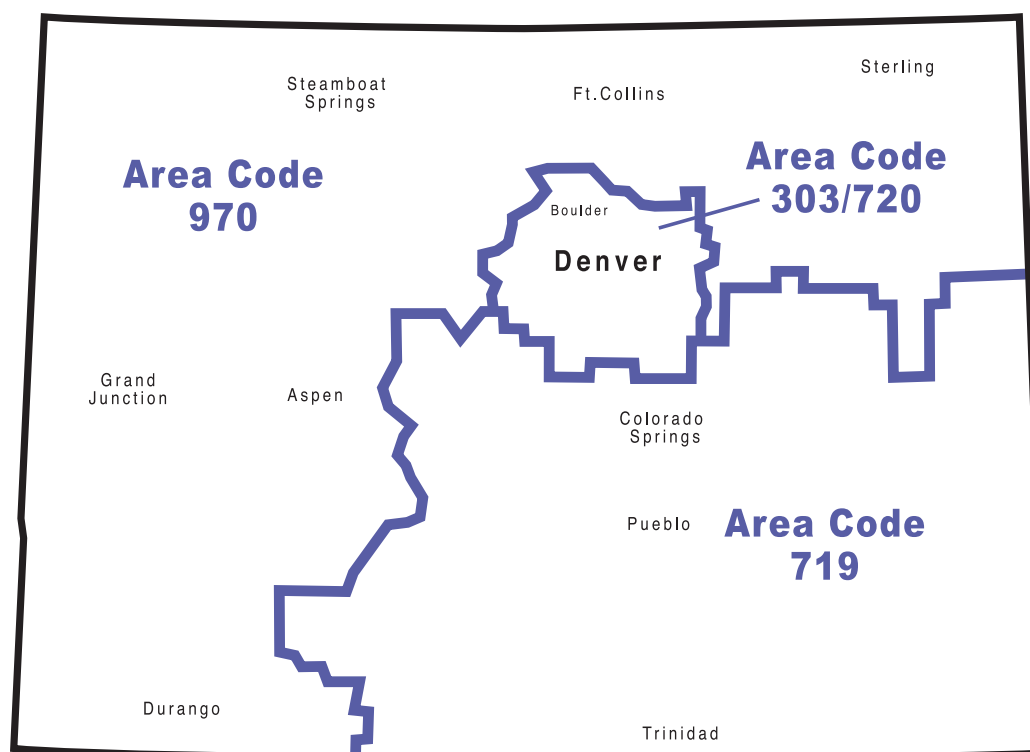 Sterling
Steamboat
Springs
Ft.Collins
Area Code
970
Area Code
303/720
Boulder
Denver
Grand
Junction
Aspen
Colorado
Springs
Pueblo
Area Code
719
Durango
Trinidad